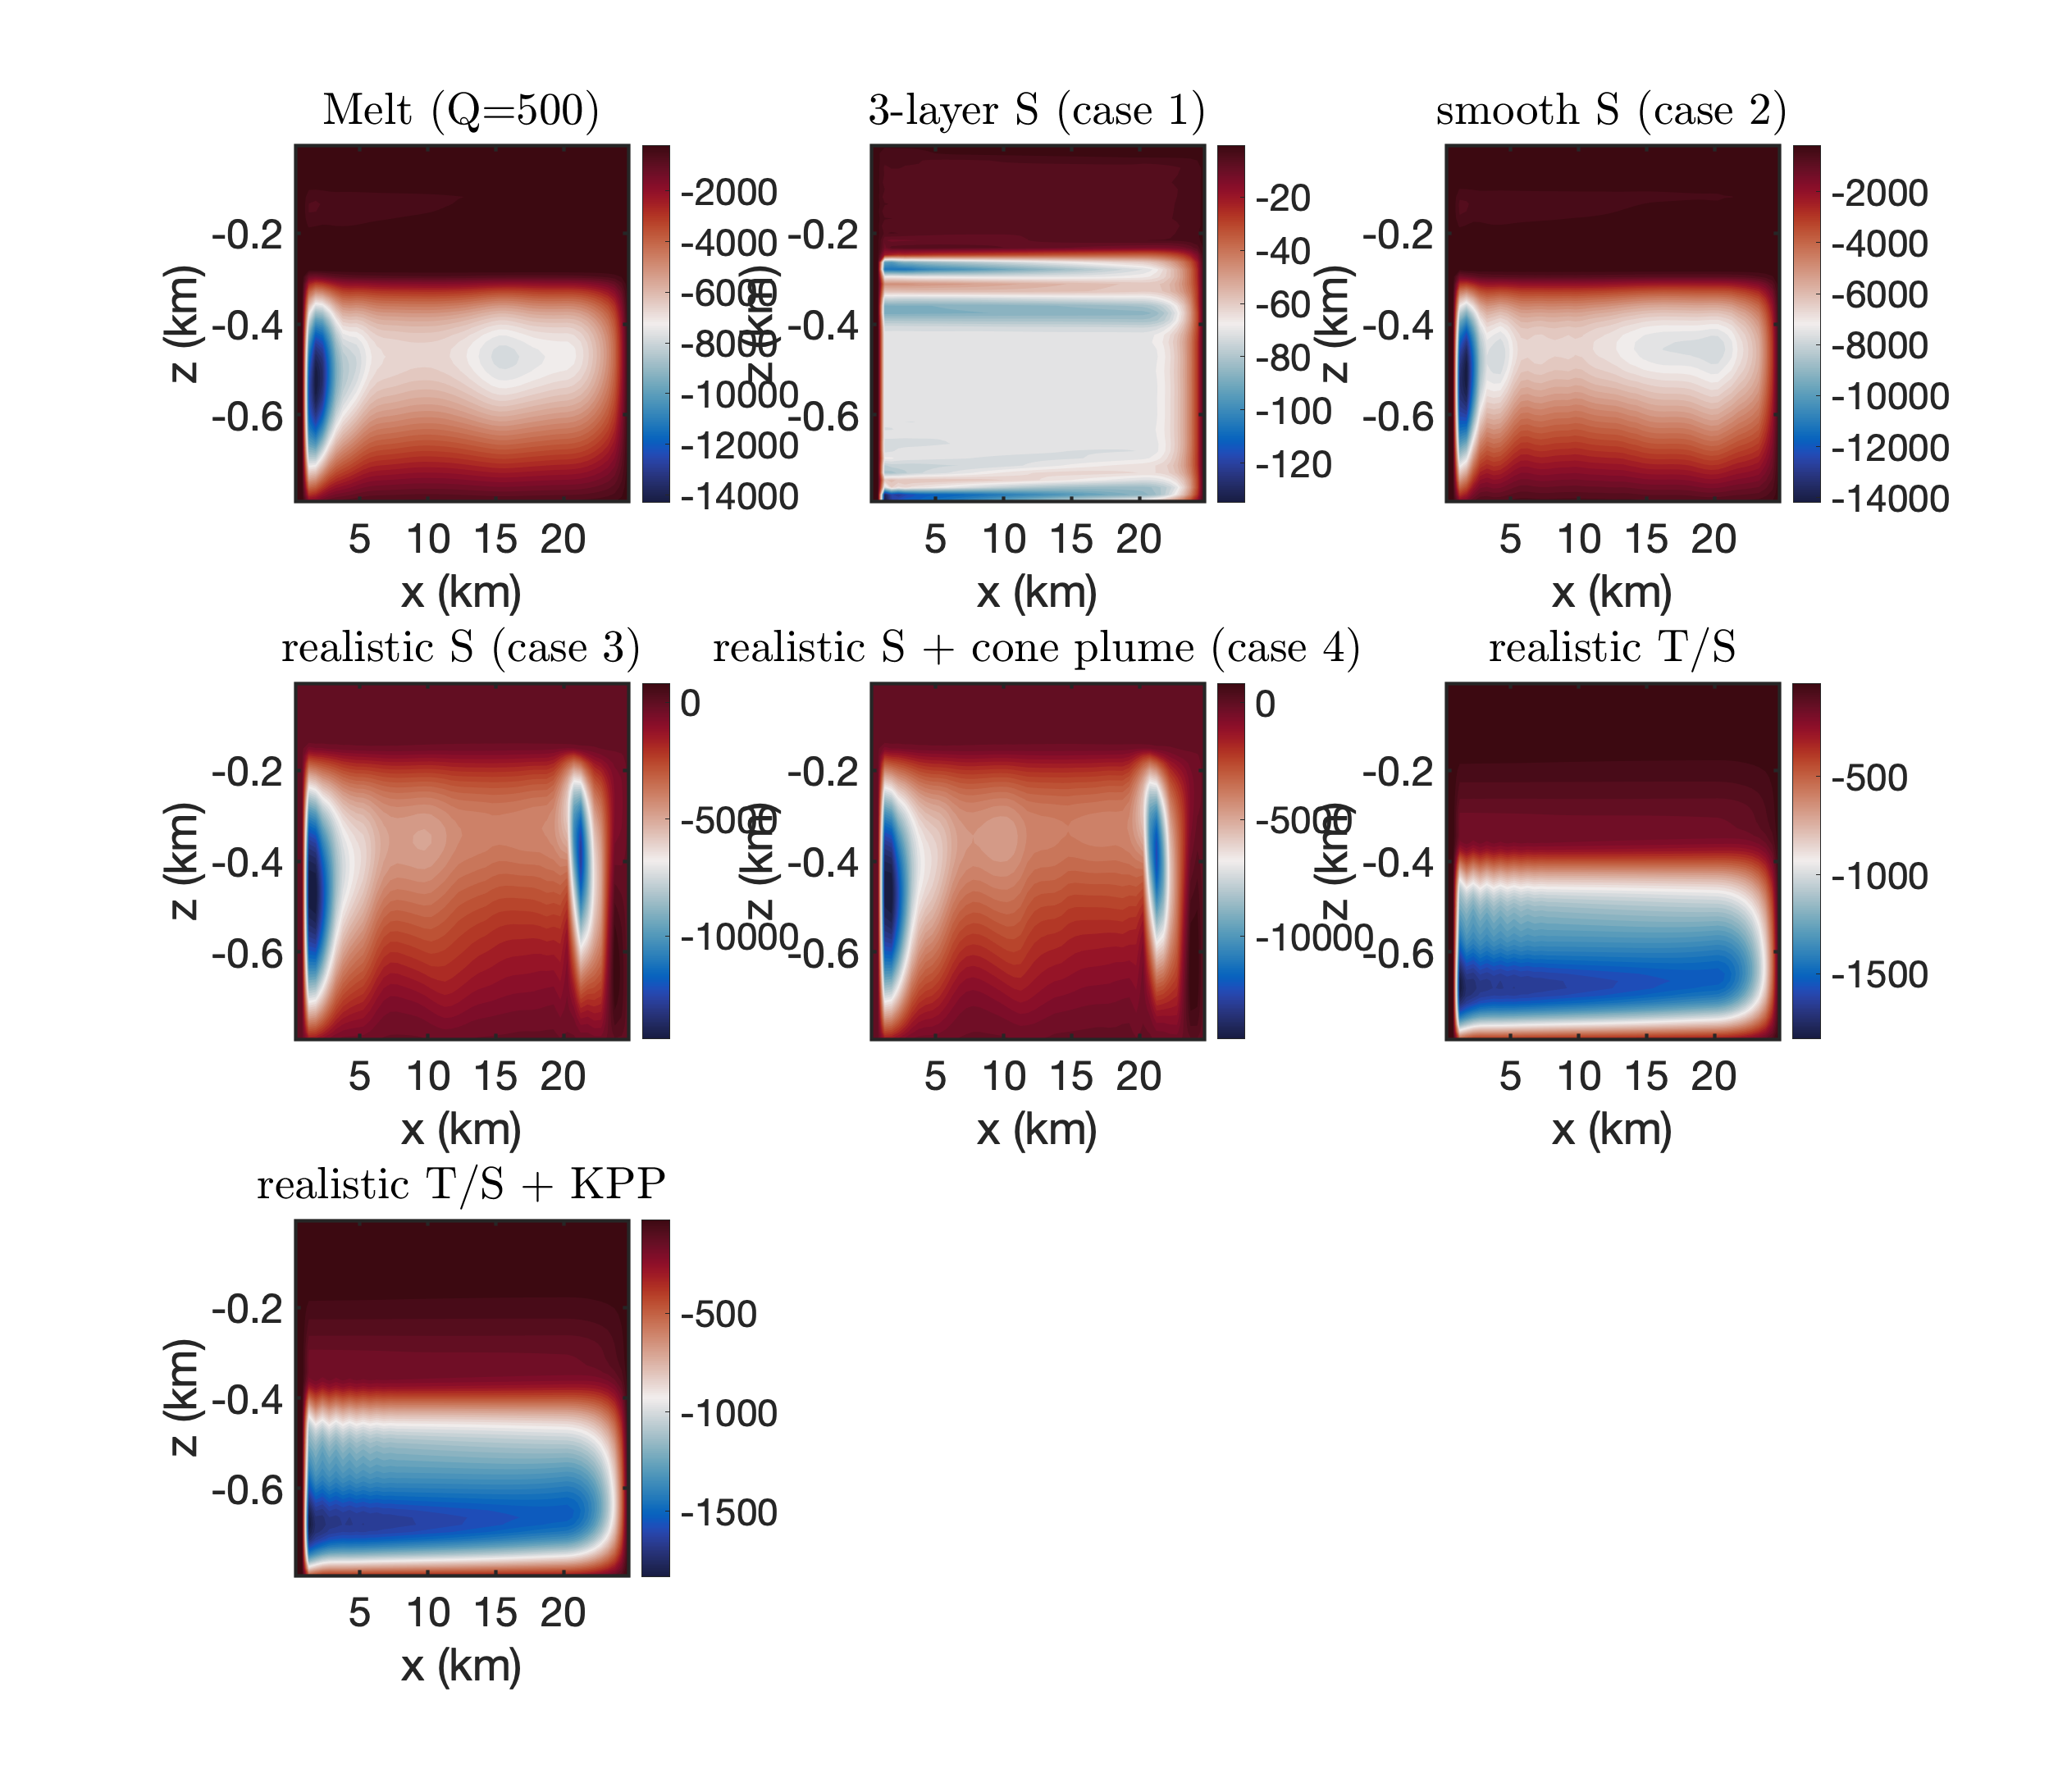 Melt (Q=500)
-0.2
-0.4
-0.6
z (km)
5 10 15 20
x (km)
-2000
-4000
-6000
-8000
-10000
-12000
-14000
3-layer S (case 1)
-0.2
-0.4
-0.6
z (km)
5 10 15 20
x (km)
-20
-40
-60
-80
-100
-120
smooth S (case 2)
-0.2
-0.4
-0.6
z (km)
5 10 15 20
x (km)
-2000
-4000
-6000
-8000
-10000
-12000
-14000
realistic S (case 3)
-0.2
-0.4
-0.6
z (km)
5 10 15 20
x (km)
0
-5000
-10000
realistic S + cone plume (case 4)
-0.2
-0.4
-0.6
z (km)
5 10 15 20
x (km)
0
-5000
-10000
realistic T/S
-0.2
-0.4
-0.6
z (km)
5 10 15 20
x (km)
-500
-1000
-1500
realistic T/S + KPP
-0.2
-0.4
-0.6
z (km)
5 10 15 20
x (km)
-500
-1000
-1500